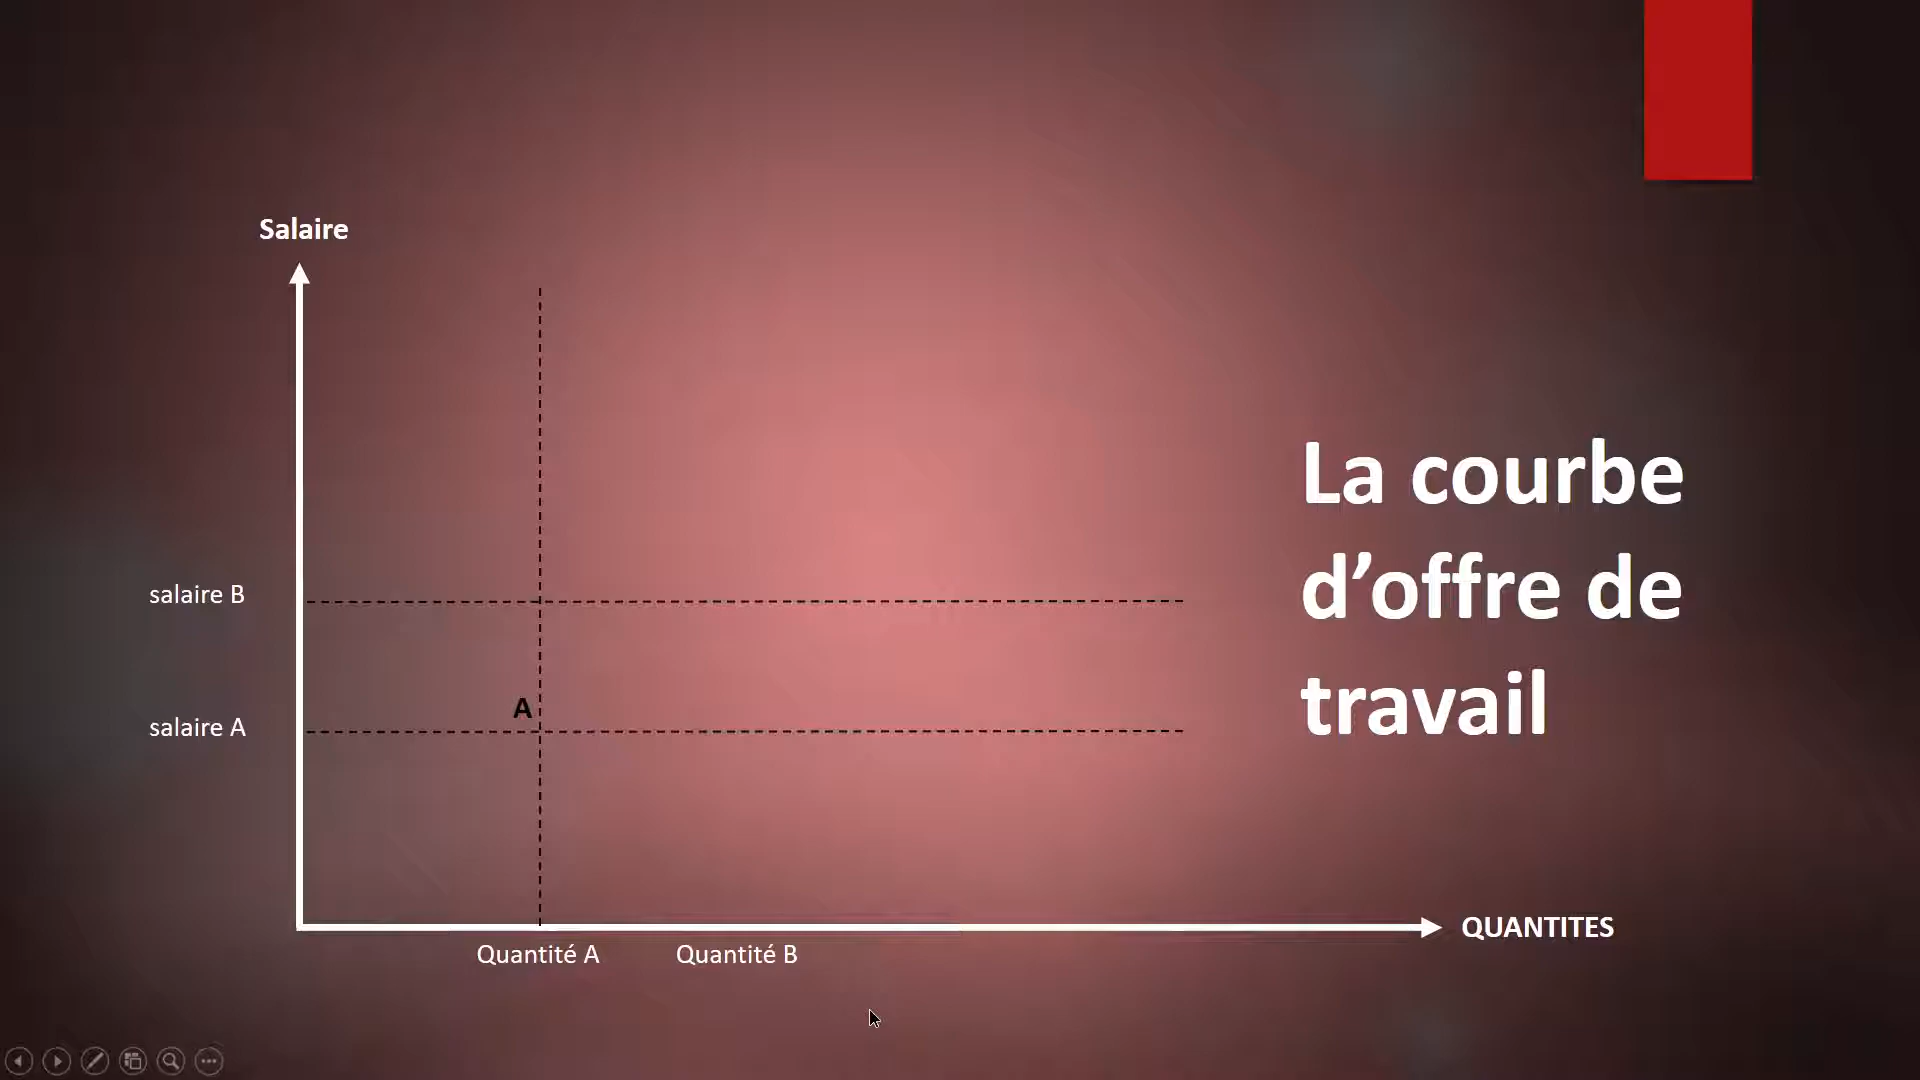 Salaire
La courbe
d’offre de
travail
salaire B
A
salaire A
QUANTITES
Quantité A
Quantité B